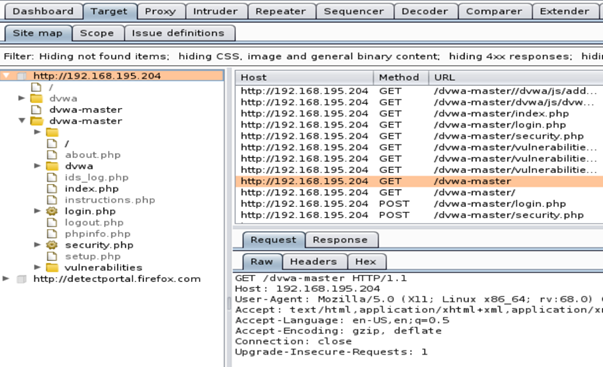 Dashboard Target Proxy Intruder Repeater Sequencer Decoder Comparer Extender
Site map Scope Issue definitions
Filter: Hiding not found items; hiding CSS, image and general binary content; hiding 4xx responses; hiding
http://192.168.195.204
/
dvwa
dvwa-master
dvwa-master
/
about.php
dvwa
ids_log.php
index.php
instructions.php
login.php
logout.php
phpinfo.php
security.php
setup.php
vulnerabilities
http://detectportal.firefox.com
Host Method URL
http://192.168.195.204 GET /dvwa-master//dvwa/js/add...
http://192.168.195.204 GET /dvwa-master/dvwa/js/dvw...
http://192.168.195.204 GET /dvwa-master/index.php
http://192.168.195.204 GET /dvwa-master/login.php
http://192.168.195.204 GET /dvwa-master/security.php
http://192.168.195.204 GET /dvwa-master/vulnerabilitie...
http://192.168.195.204 GET /dvwa-master/vulnerabilitie...
http://192.168.195.204 GET /dvwa-master/vulnerabilitie...
http://192.168.195.204 GET /dvwa-master
http://192.168.195.204 GET /dvwa-master/
http://192.168.195.204 POST /dvwa-master/login.php
http://192.168.195.204 POST /dvwa-master/security.php
Request Response
Raw Headers Hex
GET /dvwa-master HTTP/1.1
Host: 192.168.195.204
User-Agent: Mozilla/5.0 (X11; Linux x86_64; rv:68.0)
Accept: text/html,application/xhtml+xml,application/x
Accept-Language: en-US,en;q=0.5
Accept-Encoding: gzip, deflate
Connection: close
Upgrade-Insecure-Requests: 1